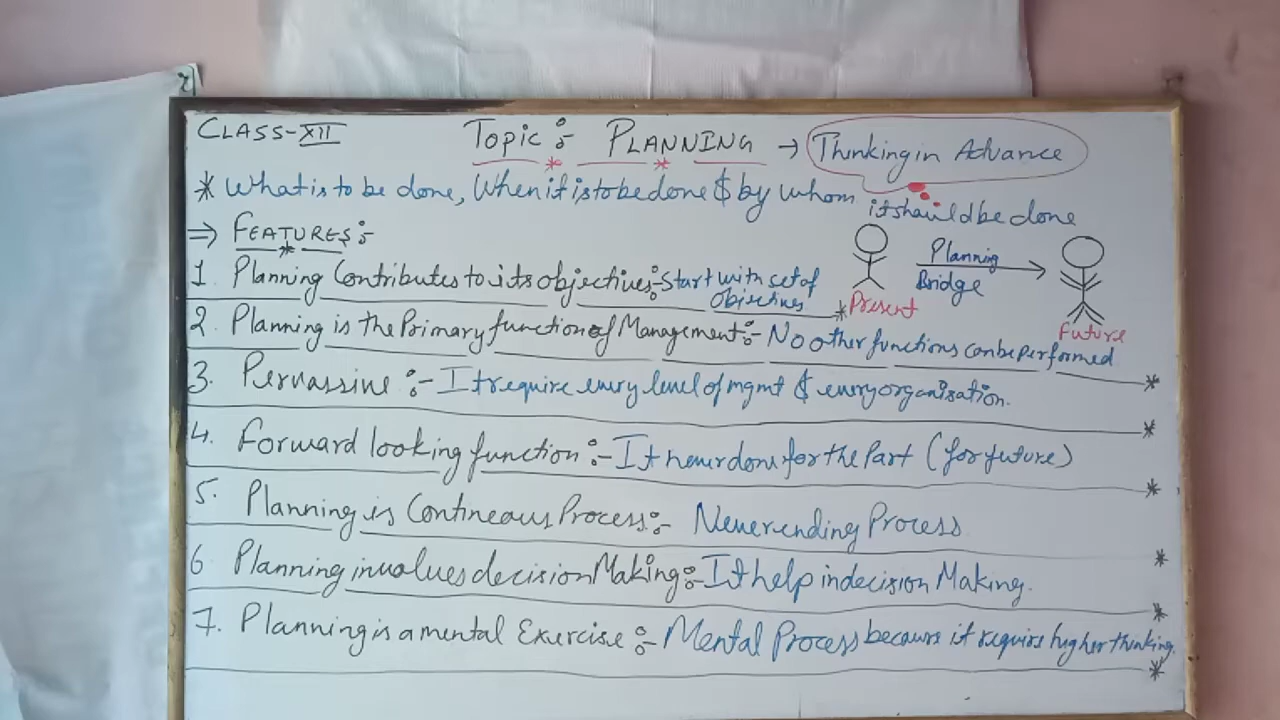 CLASS-XII
Topic :- PLANNING → Thinking in Advance
* What is to be done, When it is to be done & by whom it should be done
⇒ FEATURES :-
Planning
Bridge
Present
Future
1. Planning Contributes to its objectives :- Start with set of
Objectives *
2. Planning is the Primary function of Management :- No other functions can be performed *
3. Pervassive :- It require every level of mgmt & every organisation. *
4. Forward looking function :- It never done for the Part (for future) *
5. Planning is Contineous Process :- Never ending Process *
6 Planning involves decision Making :- It help in decision Making. *
7. Planning is a mental Exercise :- Mental Process becaurs it requirs higher thinking. *